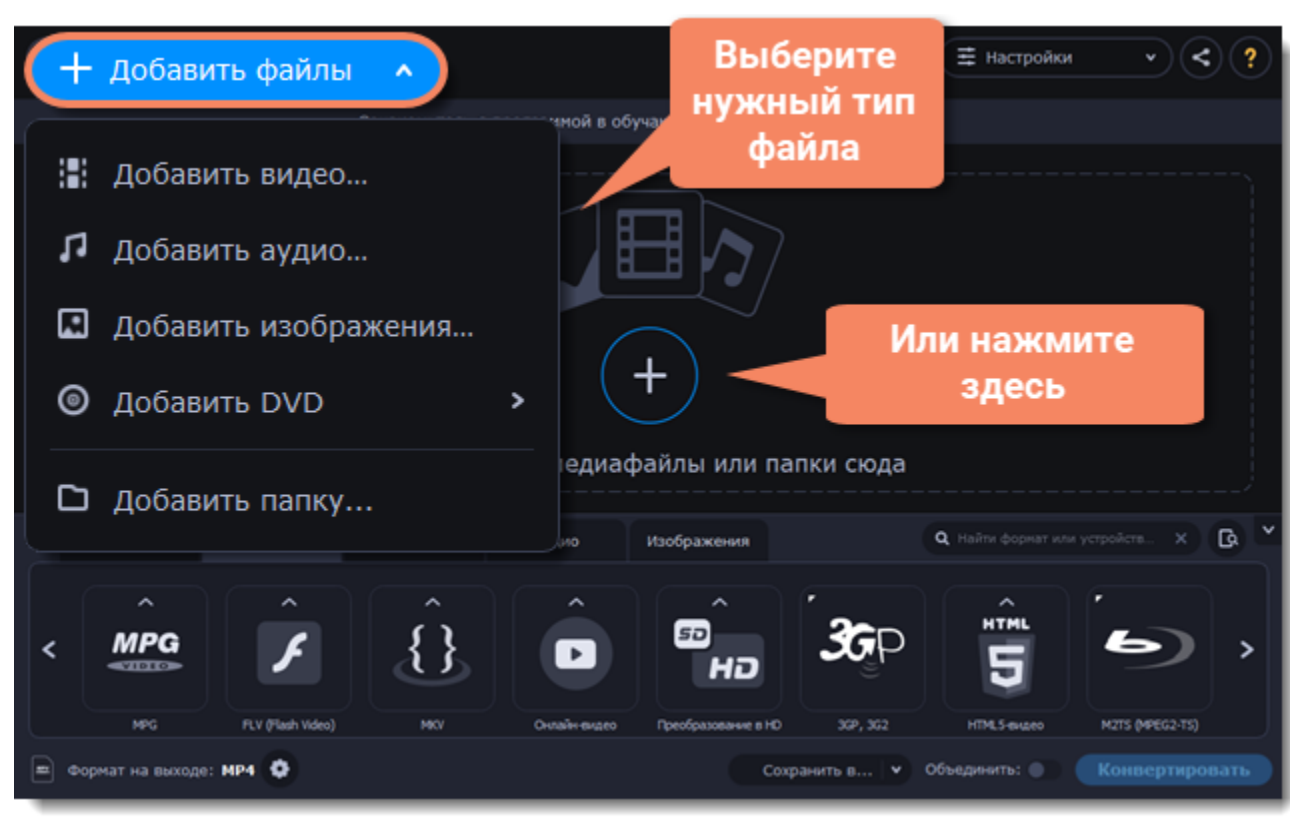 Добавить файлы
Выберите
нужный тип
файла
Настройки
?
Добавить видео...
Добавить аудио...
Добавить изображения...
Добавить DVD
Добавить папку...
Или нажмите
здесь
или папки сюда
Изображения
Найти формат или устройств...
MPG
VIDEO
SD
HD
3GP
HTML
5
b
MPG
FLV (Flash Video)
MKV
Онлайн-видео
Преобразование в HD
3GP, 3G2
HTML5-видео
M2TS (MPEG2-TS)
Формат на выходе: MP4
Сохранить в...
Объединить:
Конвертировать